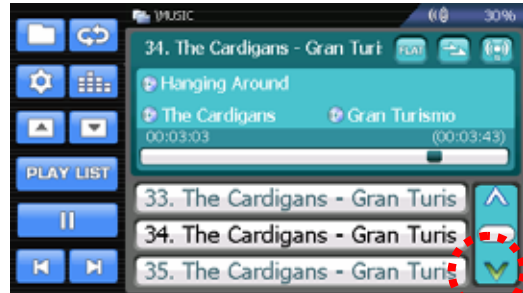 \MUSIC 30%
34. The Cardigans - Gran Turi
FLAT
Hanging Around
The Cardigans Gran Turismo
00:03:03 (00:03:43)
PLAY LIST
33. The Cardigans - Gran Turis
34. The Cardigans - Gran Turis
35. The Cardigans - Gran Turis